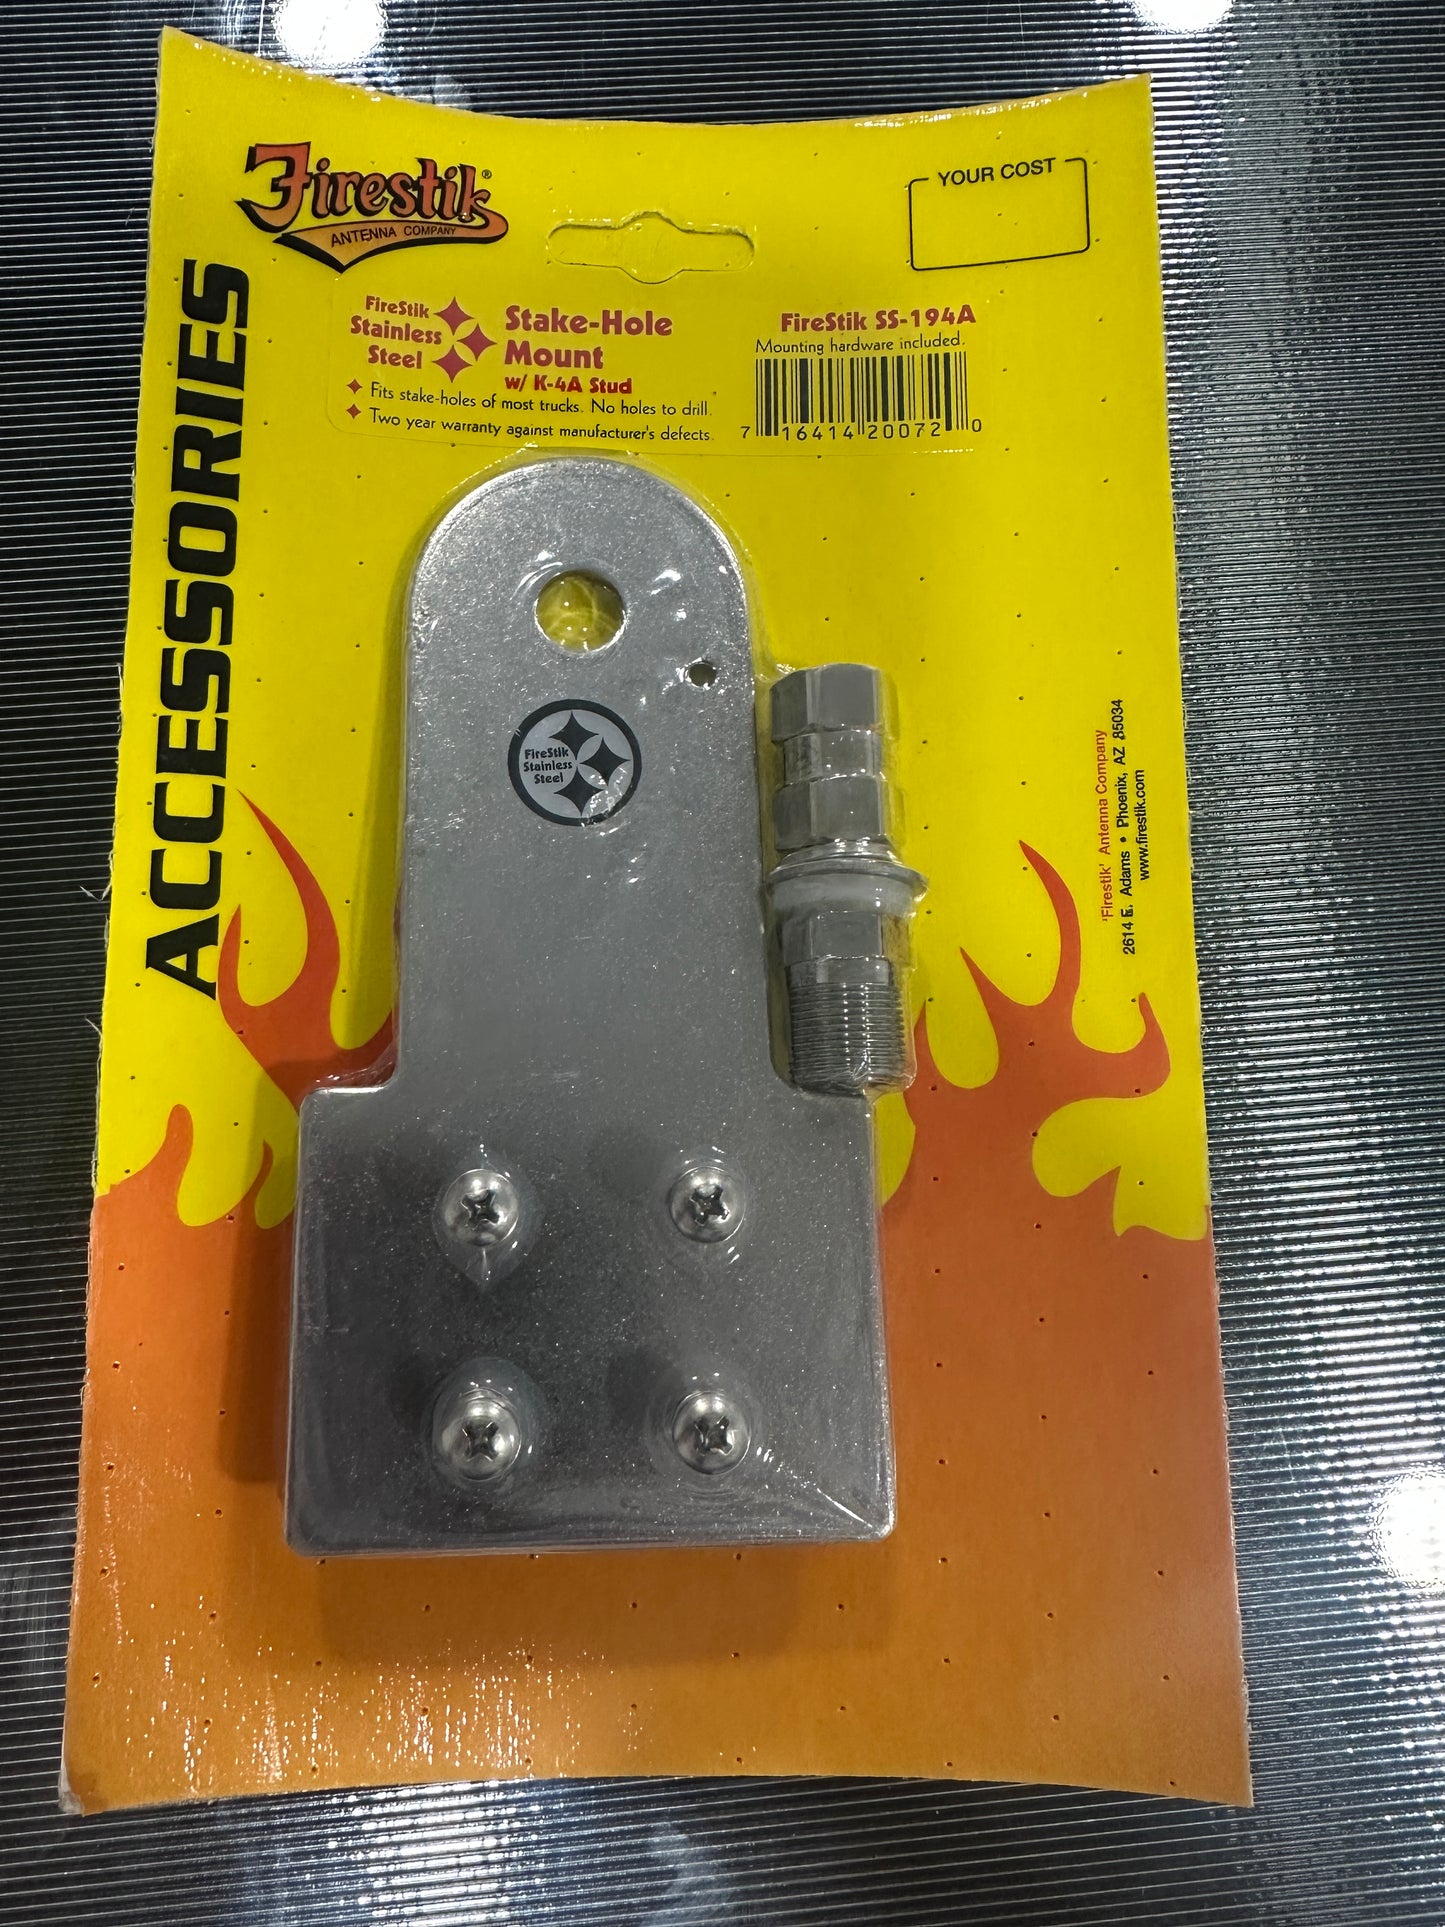 Firestik®
ANTENNA COMPANY
YOUR COST
ACCESSORIES
FireStik
Stainless
Steel
Stake-Hole
Mount
w/ K-4A Stud
Fits stake-holes of most trucks. No holes to drill.
Two year warranty against manufacturer's defects.
FireStik SS-194A
Mounting hardware included.
7 16414 20072 0
FireStik
Stainless
Steel
'Firestik' Antenna Company
2614 E. Adams • Phoenix, AZ 85034
www.firestik.com